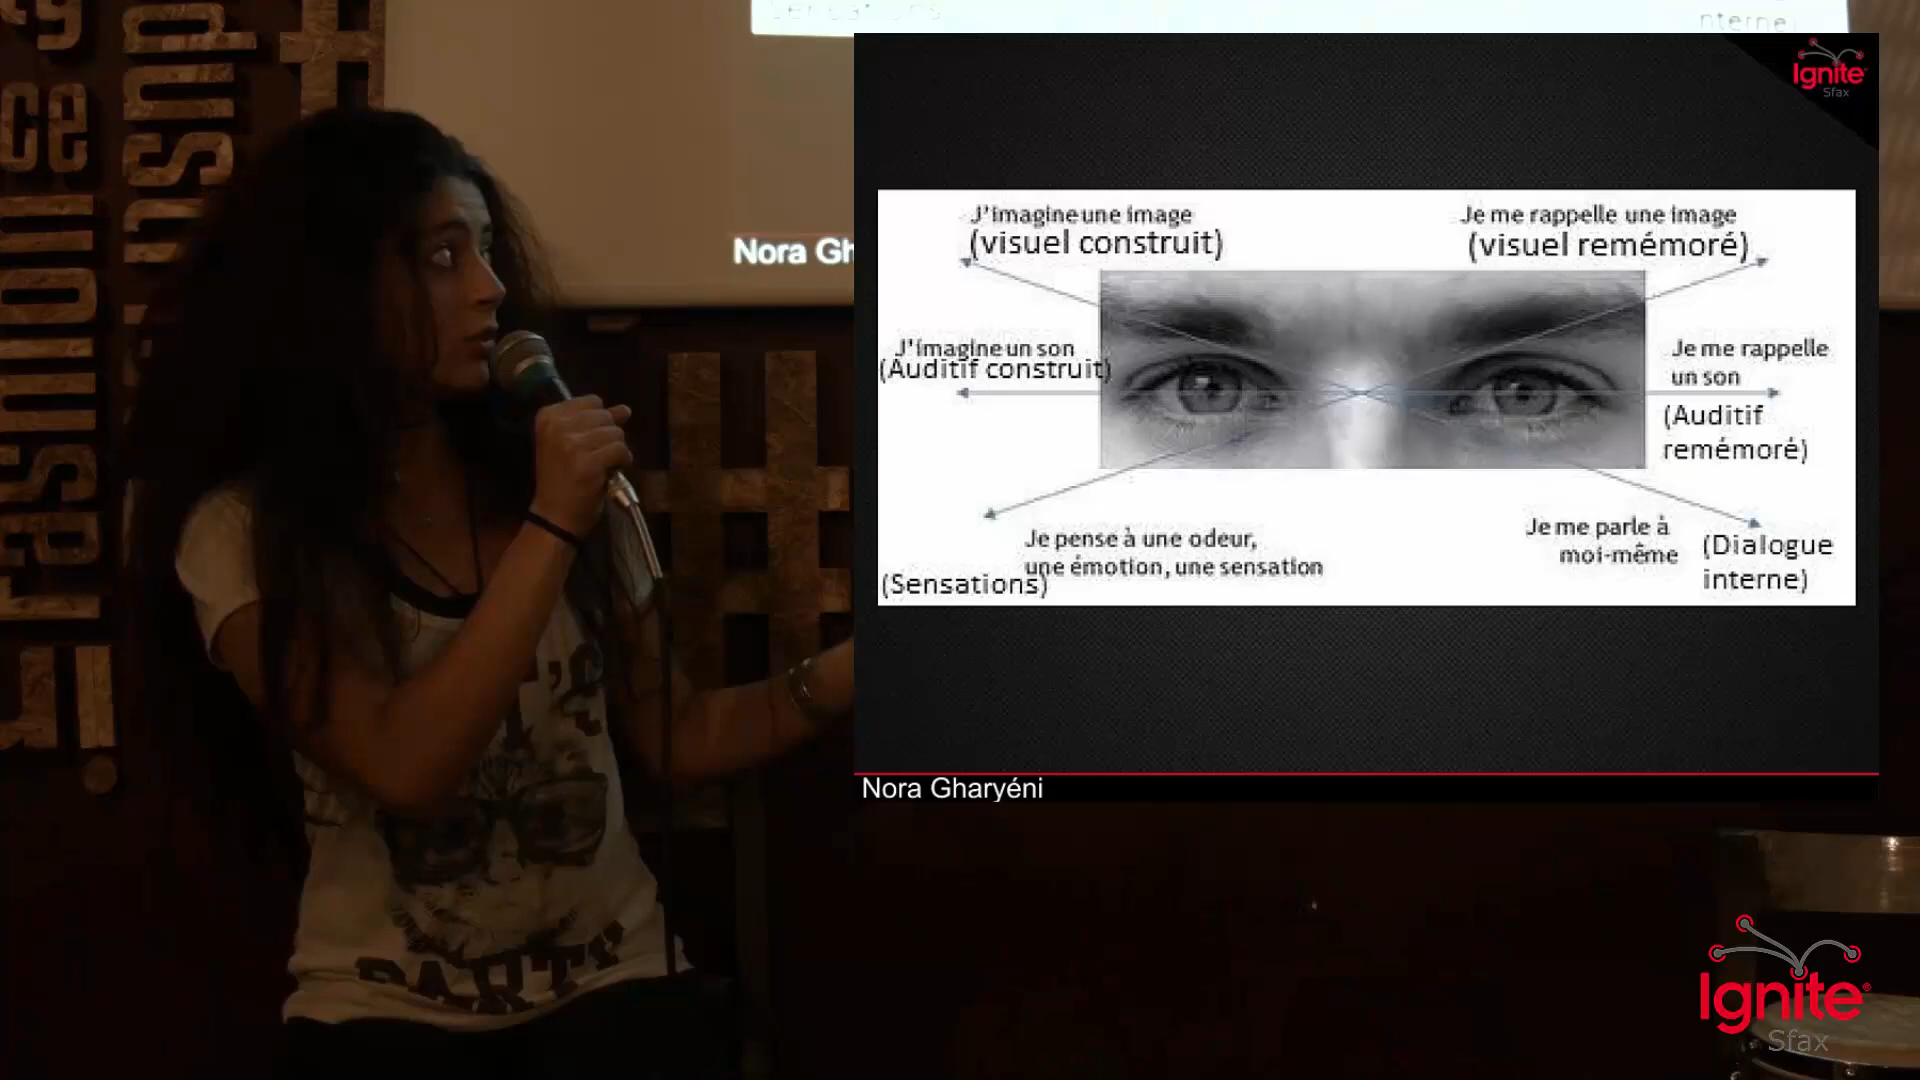 nterne)
Ignite
Sfax
J'imagine une image
(visuel construit)
Je me rappelle une image
(visuel remémoré)
J'imagine un son
(Auditif construit)
Je me rappelle
un son
(Auditif
remémoré)
Je pense à une odeur,
une émotion, une sensation
(Sensations)
Je me parle à
moi-même
(Dialogue
interne)
Nora Gh
Nora Gharyéni
PARTY
Ignite®
Sfax